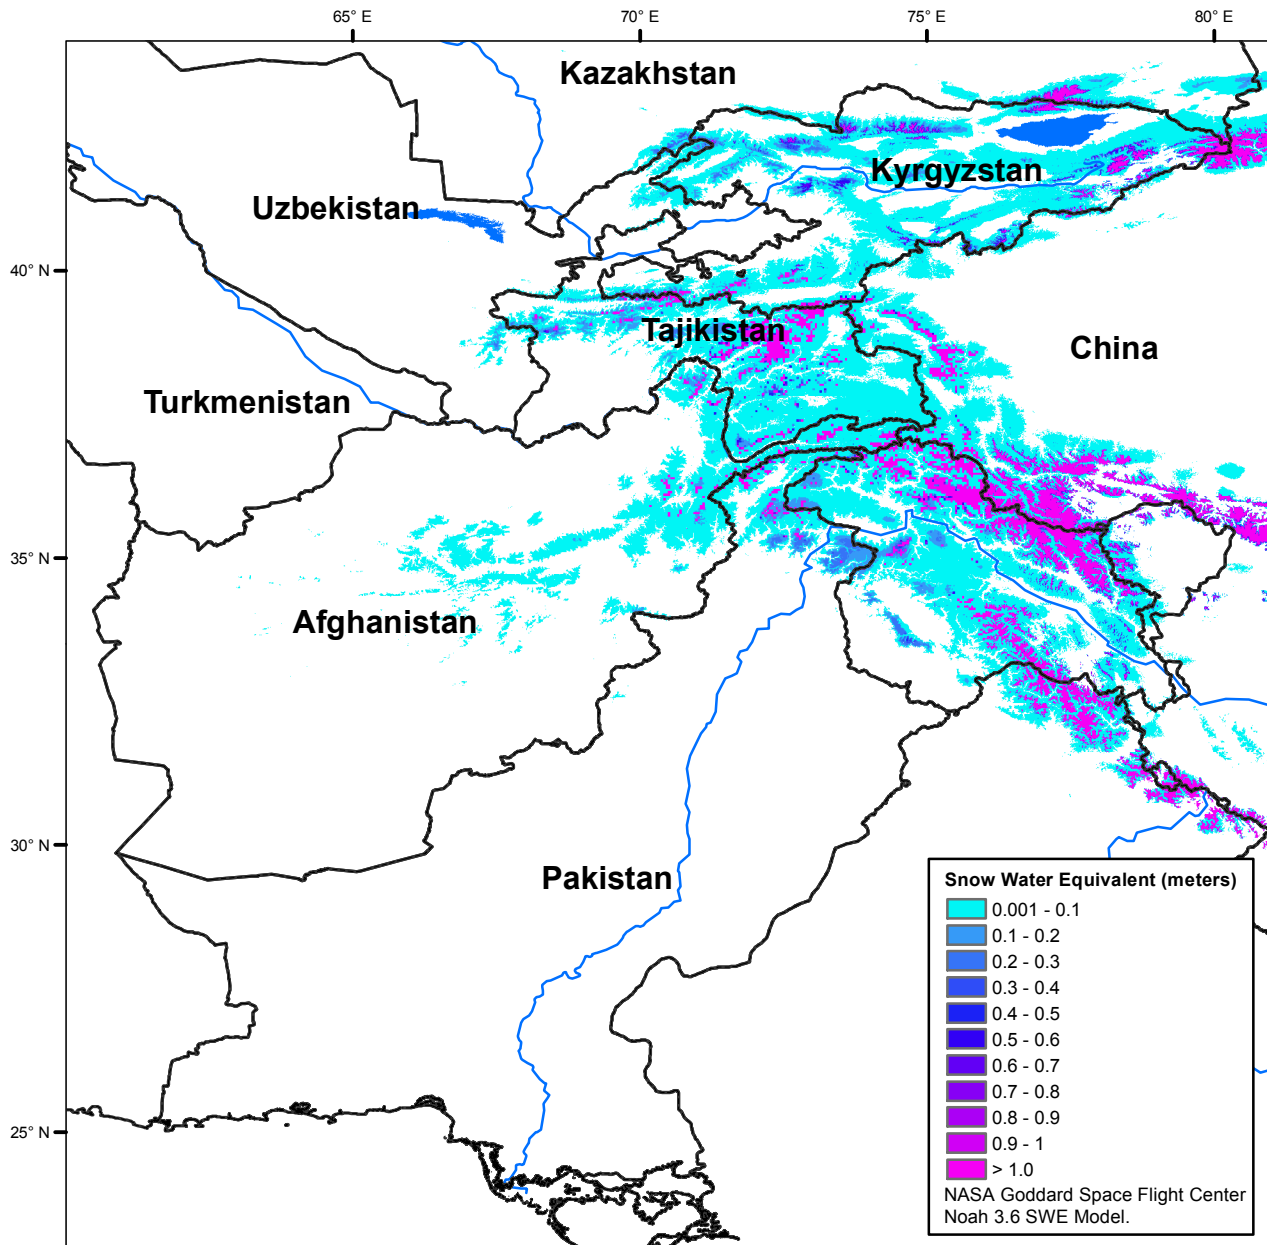 65° E
70° E
75° E
80° E
Kazakhstan
Kyrgyzstan
Uzbekistan
40° N
Tajikistan
China
Turkmenistan
35° N
Afghanistan
30° N
Pakistan
Snow Water Equivalent (meters)
0.001 - 0.1
0.1 - 0.2
0.2 - 0.3
0.3 - 0.4
0.4 - 0.5
0.5 - 0.6
0.6 - 0.7
0.7 - 0.8
0.8 - 0.9
0.9 - 1
> 1.0
NASA Goddard Space Flight Center
Noah 3.6 SWE Model.
25° N